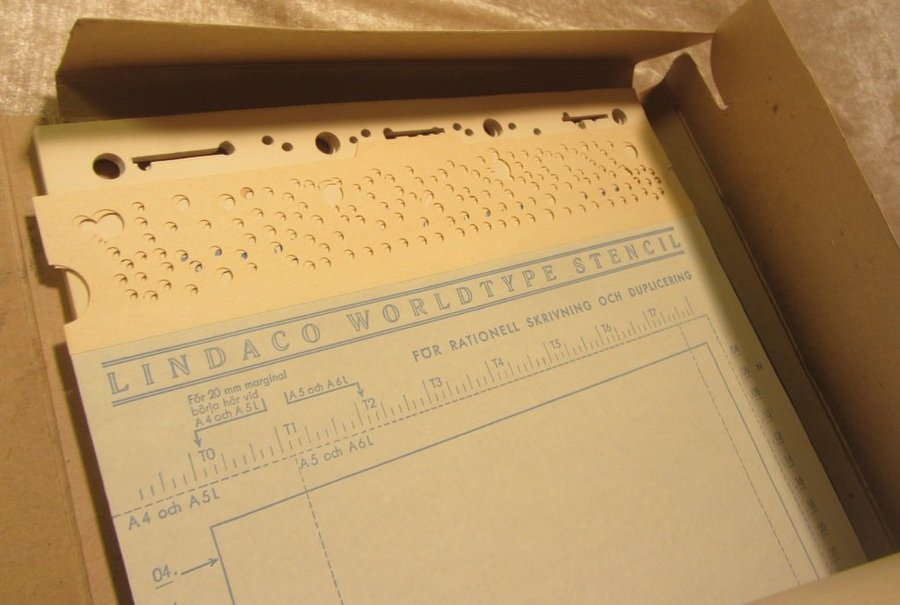 LINDACO WORLDTYPE STENCIL
FÖR RATIONELL SKRIVNING OCH DUPLICERING
För 20 mm marginal
börja här vid
A 4 och A 5 L
A 5 och A 6 L
T0 T1 T2 T3 T4 T5 T6 T7
A 5 och A 6 L
A 4 och A 5 L
04